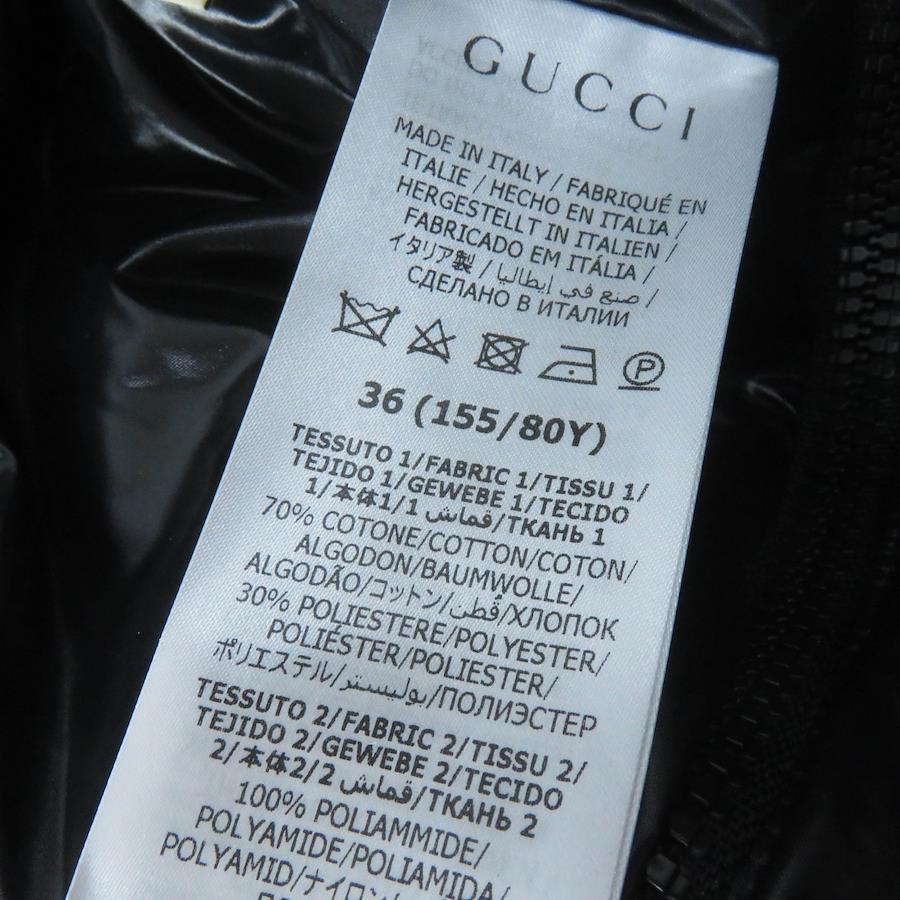 GUCCI
MADE IN ITALY / FABRIQUÉ EN
ITALIE / HECHO EN ITALIA /
HERGESTELLT IN ITALIEN /
FABRICADO EM ITÁLIA /
イタリア製 / صنع في إيطاليا /
СДЕЛАНО В ИТАЛИИ
P
36 (155/80Y)
TESSUTO 1/FABRIC 1/TISSU 1/
TEJIDO 1/GEWEBE 1/TECIDO
1/本体1/1 قماش/ТКАНЬ 1
70% COTONE/COTTON/COTON/
ALGODON/BAUMWOLLE/
ALGODÃO/コットン/قطن/ХЛОПОК
30% POLIESTERE/POLYESTER/
POLIÉSTER/POLIESTER/
ポリエステル/بوليستر/ПОЛИЭСТЕР
TESSUTO 2/FABRIC 2/TISSU 2/
TEJIDO 2/GEWEBE 2/TECIDO
2/本体2/2 قماش/ТКАНЬ 2
100% POLIAMMIDE/
POLYAMIDE/POLIAMIDA/
POLYAMID/ナイロン/